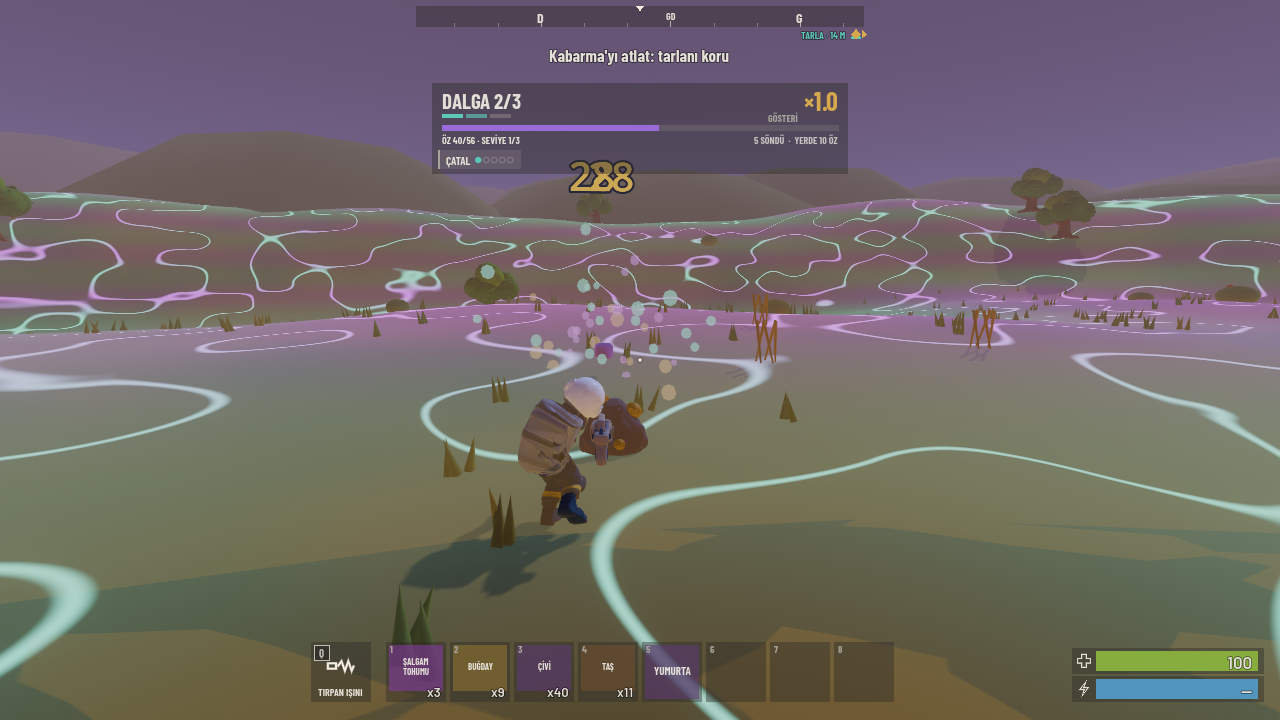 D GD G
TARLA · 14 M
Kabarma'yı atlat: tarlanı koru
DALGA 2/3
×1.0
GÖSTERİ
ÖZ 40/56 · SEVİYE 1/3
5 SÖNDÜ · YERDE 10 ÖZ
ÇATAL
288
0
TIRPAN IŞINI
1
ŞALGAM
TOHUMU
x3
2
BUĞDAY
x9
3
ÇİVİ
x40
4
TAŞ
x11
5
YUMURTA
6
7
8
100
—